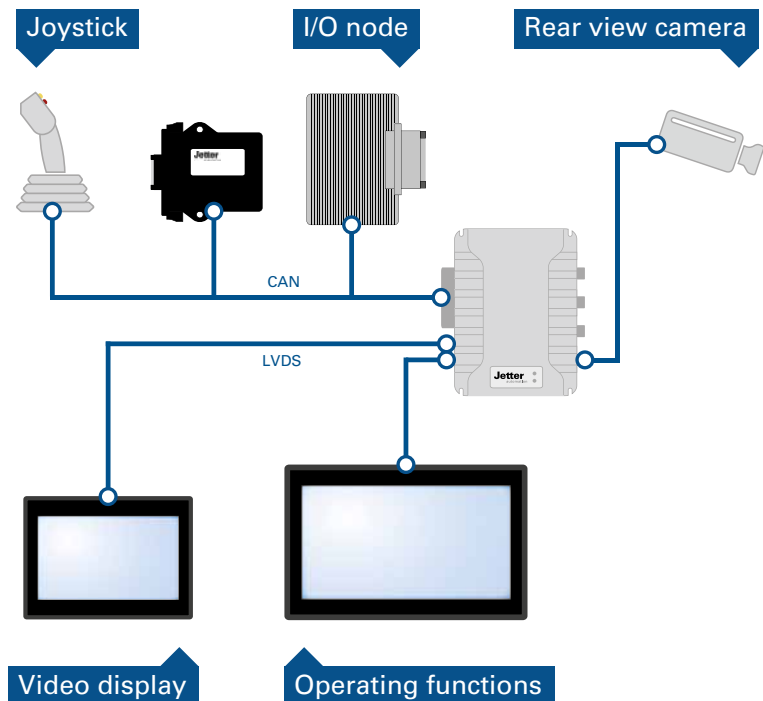 Joystick
I/O node
Rear view camera
Jetter
CAN
LVDS
Jetter
Video display
Operating functions